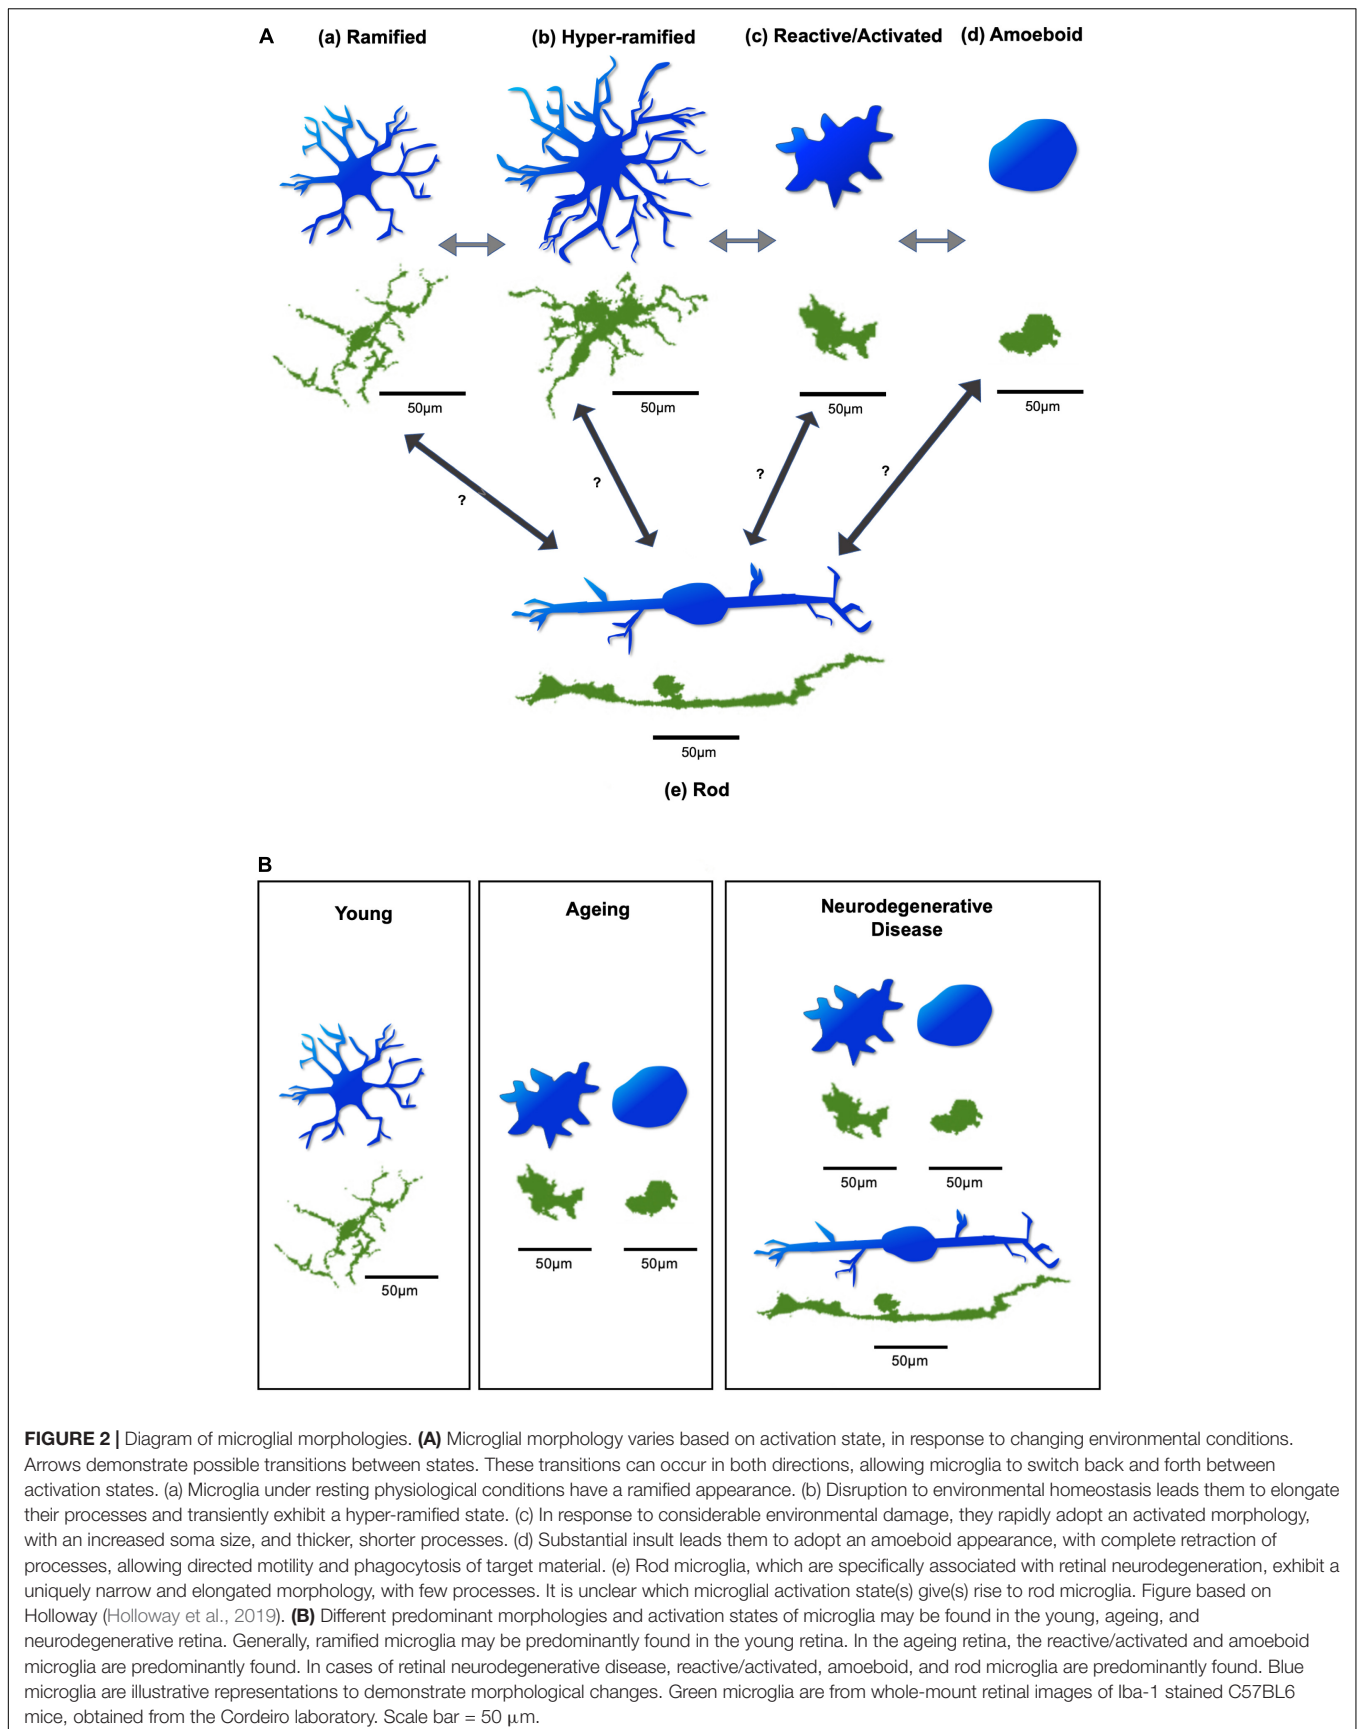 A
(a) Ramified
(b) Hyper-ramified
(c) Reactive/Activated
(d) Amoeboid
50µm
50µm
50µm
50µm
?
?
?
?
50µm
(e) Rod
B
Young
50µm
Ageing
50µm
50µm
Neurodegenerative
Disease
50µm
50µm
50µm
FIGURE 2 | Diagram of microglial morphologies. (A) Microglial morphology varies based on activation state, in response to changing environmental conditions.
Arrows demonstrate possible transitions between states. These transitions can occur in both directions, allowing microglia to switch back and forth between
activation states. (a) Microglia under resting physiological conditions have a ramified appearance. (b) Disruption to environmental homeostasis leads them to elongate
their processes and transiently exhibit a hyper-ramified state. (c) In response to considerable environmental damage, they rapidly adopt an activated morphology,
with an increased soma size, and thicker, shorter processes. (d) Substantial insult leads them to adopt an amoeboid appearance, with complete retraction of
processes, allowing directed motility and phagocytosis of target material. (e) Rod microglia, which are specifically associated with retinal neurodegeneration, exhibit a
uniquely narrow and elongated morphology, with few processes. It is unclear which microglial activation state(s) give(s) rise to rod microglia. Figure based on
Holloway (Holloway et al., 2019). (B) Different predominant morphologies and activation states of microglia may be found in the young, ageing, and
neurodegenerative retina. Generally, ramified microglia may be predominantly found in the young retina. In the ageing retina, the reactive/activated and amoeboid
microglia are predominantly found. In cases of retinal neurodegenerative disease, reactive/activated, amoeboid, and rod microglia are predominantly found. Blue
microglia are illustrative representations to demonstrate morphological changes. Green microglia are from whole-mount retinal images of Iba-1 stained C57BL6
mice, obtained from the Cordeiro laboratory. Scale bar = 50 µm.